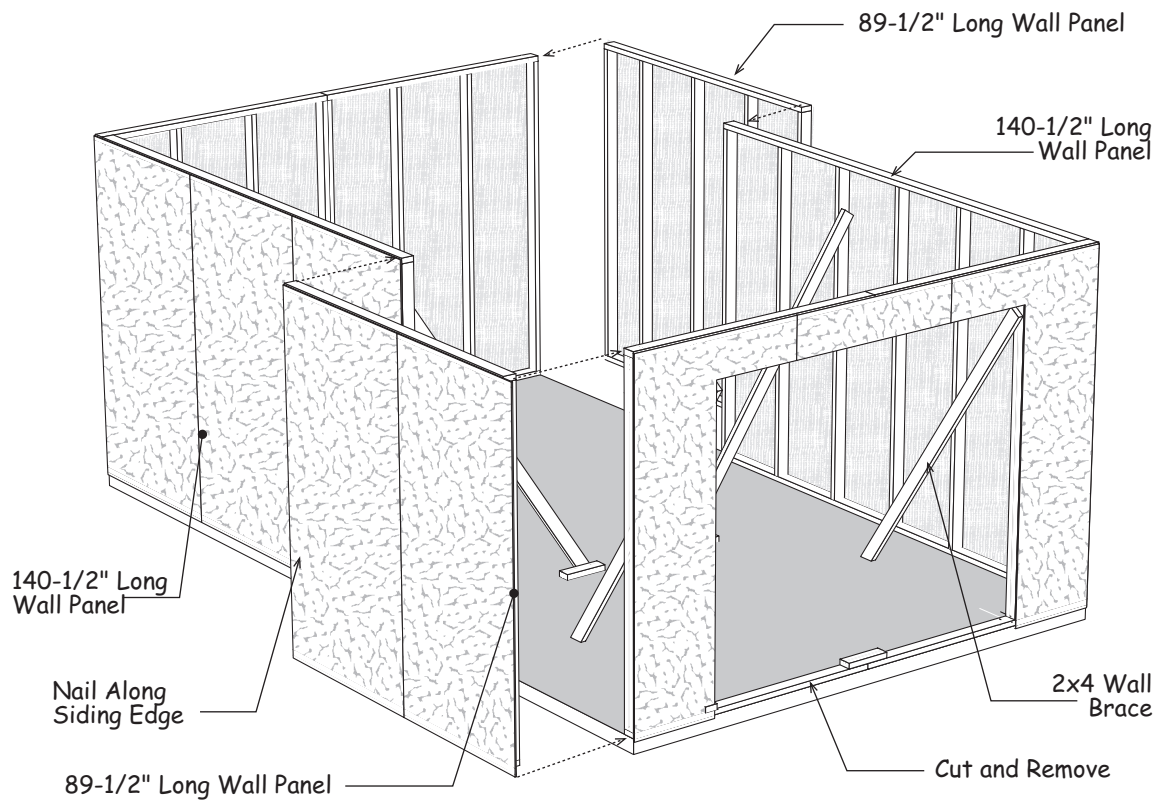 89-1/2" Long Wall Panel
140-1/2" Long
Wall Panel
140-1/2" Long
Wall Panel
Nail Along
Siding Edge
2x4 Wall
Brace
89-1/2" Long Wall Panel
Cut and Remove